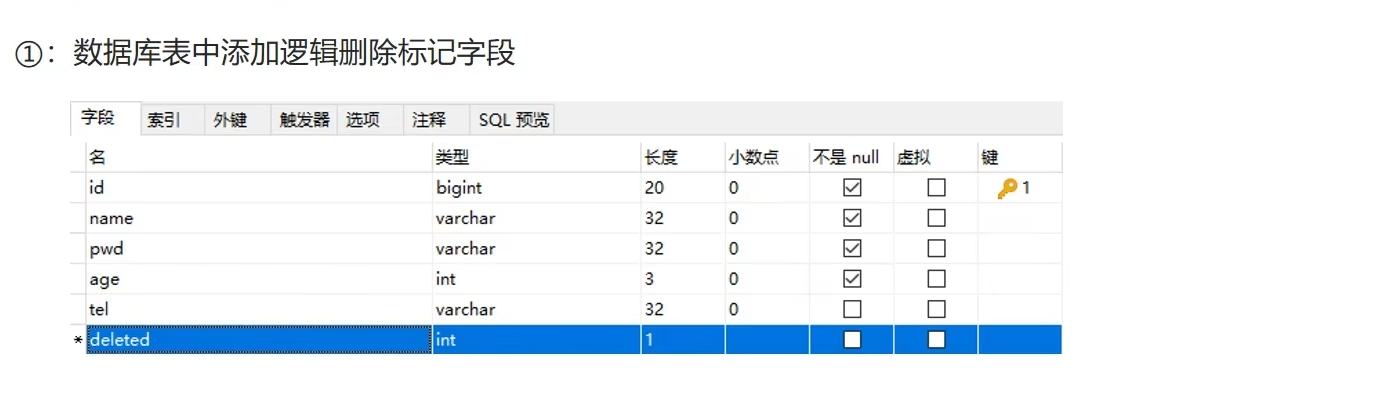 ①：数据库表中添加逻辑删除标记字段
字段 索引 外键 触发器 选项 注释 SQL 预览
名 类型 长度 小数点 不是 null 虚拟 键
id bigint 20 0 1
name varchar 32 0
pwd varchar 32 0
age int 3 0
tel varchar 32 0
* deleted int 1